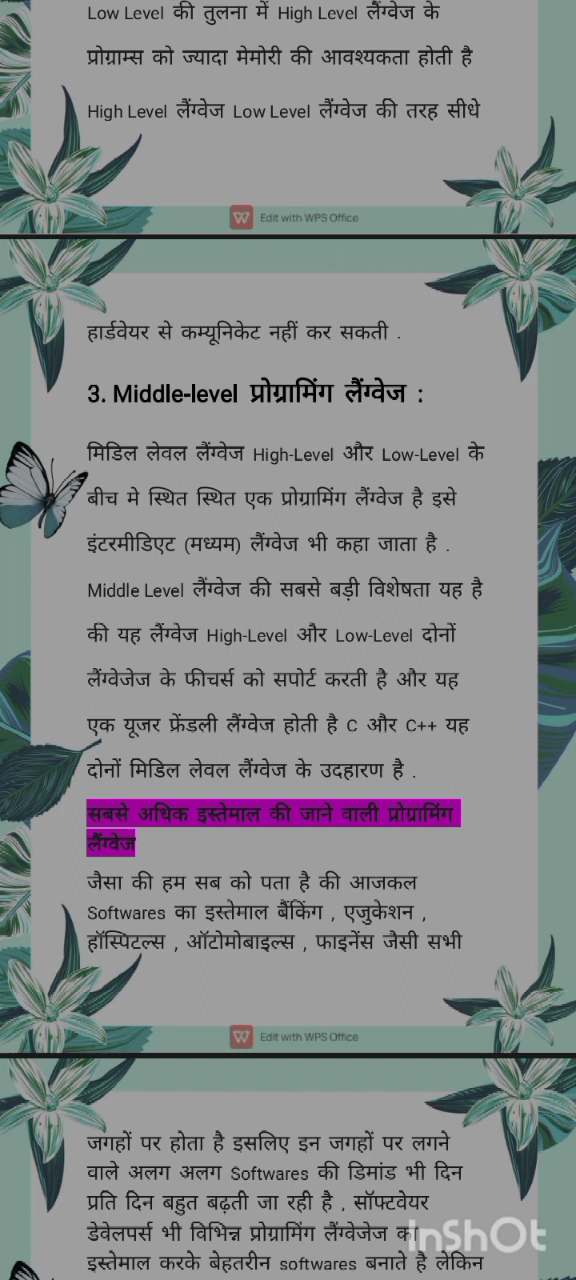 Low Level की तुलना में High Level लैंग्वेज के
प्रोग्राम्स को ज्यादा मेमोरी की आवश्यकता होती है
High Level लैंग्वेज Low Level लैंग्वेज की तरह सीधे
Edit with WPS Office
हार्डवेयर से कम्यूनिकेट नहीं कर सकती .
3. Middle-level प्रोग्रामिंग लैंग्वेज :
मिडिल लेवल लैंग्वेज High-Level और Low-Level के
बीच मे स्थित स्थित एक प्रोग्रामिंग लैंग्वेज है इसे
इंटरमीडिएट (मध्यम) लैंग्वेज भी कहा जाता है .
Middle Level लैंग्वेज की सबसे बड़ी विशेषता यह है
की यह लैंग्वेज High-Level और Low-Level दोनों
लैंग्वेजेज के फीचर्स को सपोर्ट करती है और यह
एक यूजर फ्रेंडली लैंग्वेज होती है C और C++ यह
दोनों मिडिल लेवल लैंग्वेज के उदहारण है .
सबसे अधिक इस्तेमाल की जाने वाली प्रोग्रामिंग
लैंग्वेज
जैसा की हम सब को पता है की आजकल
Softwares का इस्तेमाल बैंकिंग , एजुकेशन ,
हॉस्पिटल्स , ऑटोमोबाइल्स , फाइनेंस जैसी सभी
Edit with WPS Office
जगहों पर होता है इसलिए इन जगहों पर लगने
वाले अलग अलग Softwares की डिमांड भी दिन
प्रति दिन बहुत बढ़ती जा रही है , सॉफ्टवेयर
डेवेलपर्स भी विभिन्न प्रोग्रामिंग लैंग्वेजेज का
InShOt
इस्तेमाल करके बेहतरीन softwares बनाते है लेकिन